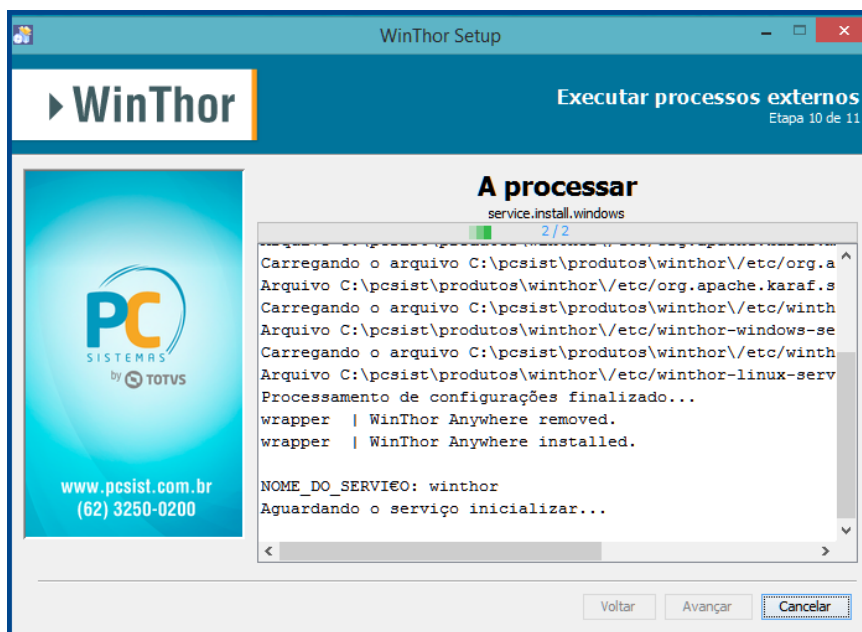 WinThor Setup
WinThor
Executar processos externos
Etapa 10 de 11
A processar
service.install.windows
2 / 2
Carregando o arquivo C:\pcsist\produtos\winthor\/etc/org.a
Arquivo C:\pcsist\produtos\winthor\/etc/org.apache.karaf.s
Carregando o arquivo C:\pcsist\produtos\winthor\/etc/winth
Arquivo C:\pcsist\produtos\winthor\/etc/winthor-windows-se
Carregando o arquivo C:\pcsist\produtos\winthor\/etc/winth
Arquivo C:\pcsist\produtos\winthor\/etc/winthor-linux-serv
Processamento de configurações finalizado...
wrapper | WinThor Anywhere removed.
wrapper | WinThor Anywhere installed.
NOME_DO_SERVI€O: winthor
Aguardando o serviço inicializar...
PC
SISTEMAS
by TOTVS
www.pcsist.com.br
(62) 3250-0200
Voltar
Avançar
Cancelar